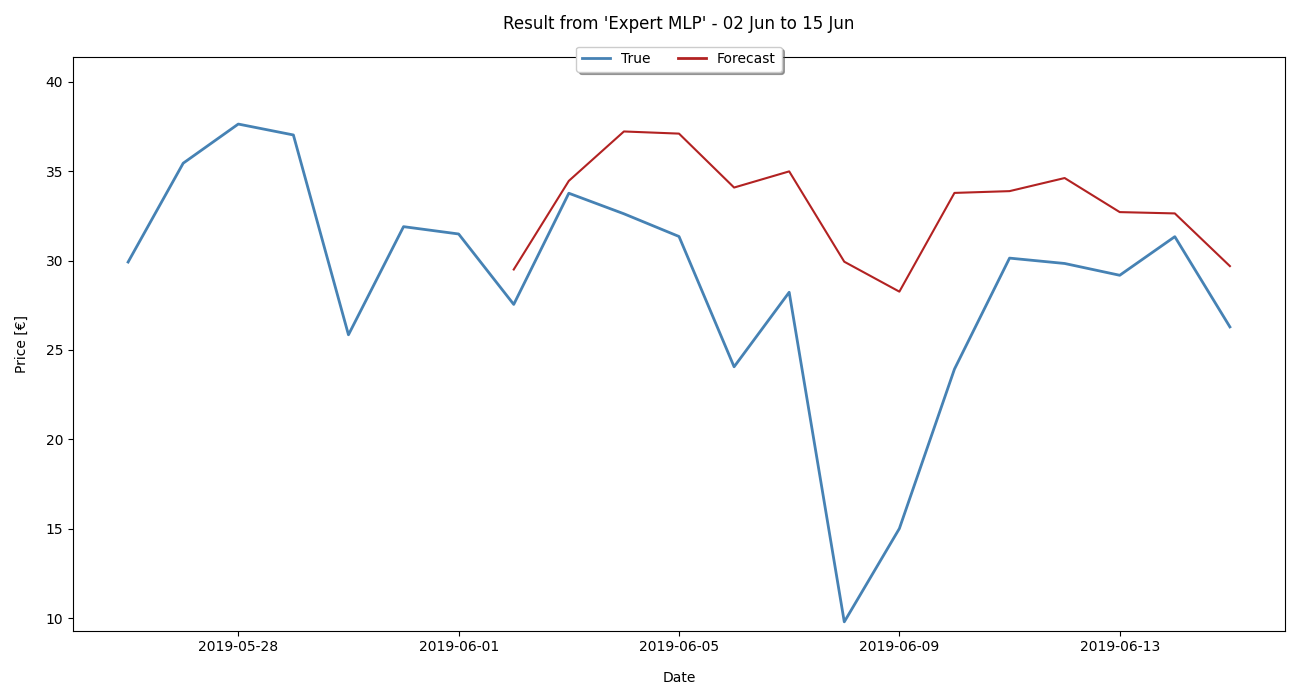 Result from 'Expert MLP' - 02 Jun to 15 Jun
True Forecast
40
35
30
25
20
15
10
Price [€]
2019-05-28 2019-06-01 2019-06-05 2019-06-09 2019-06-13
Date